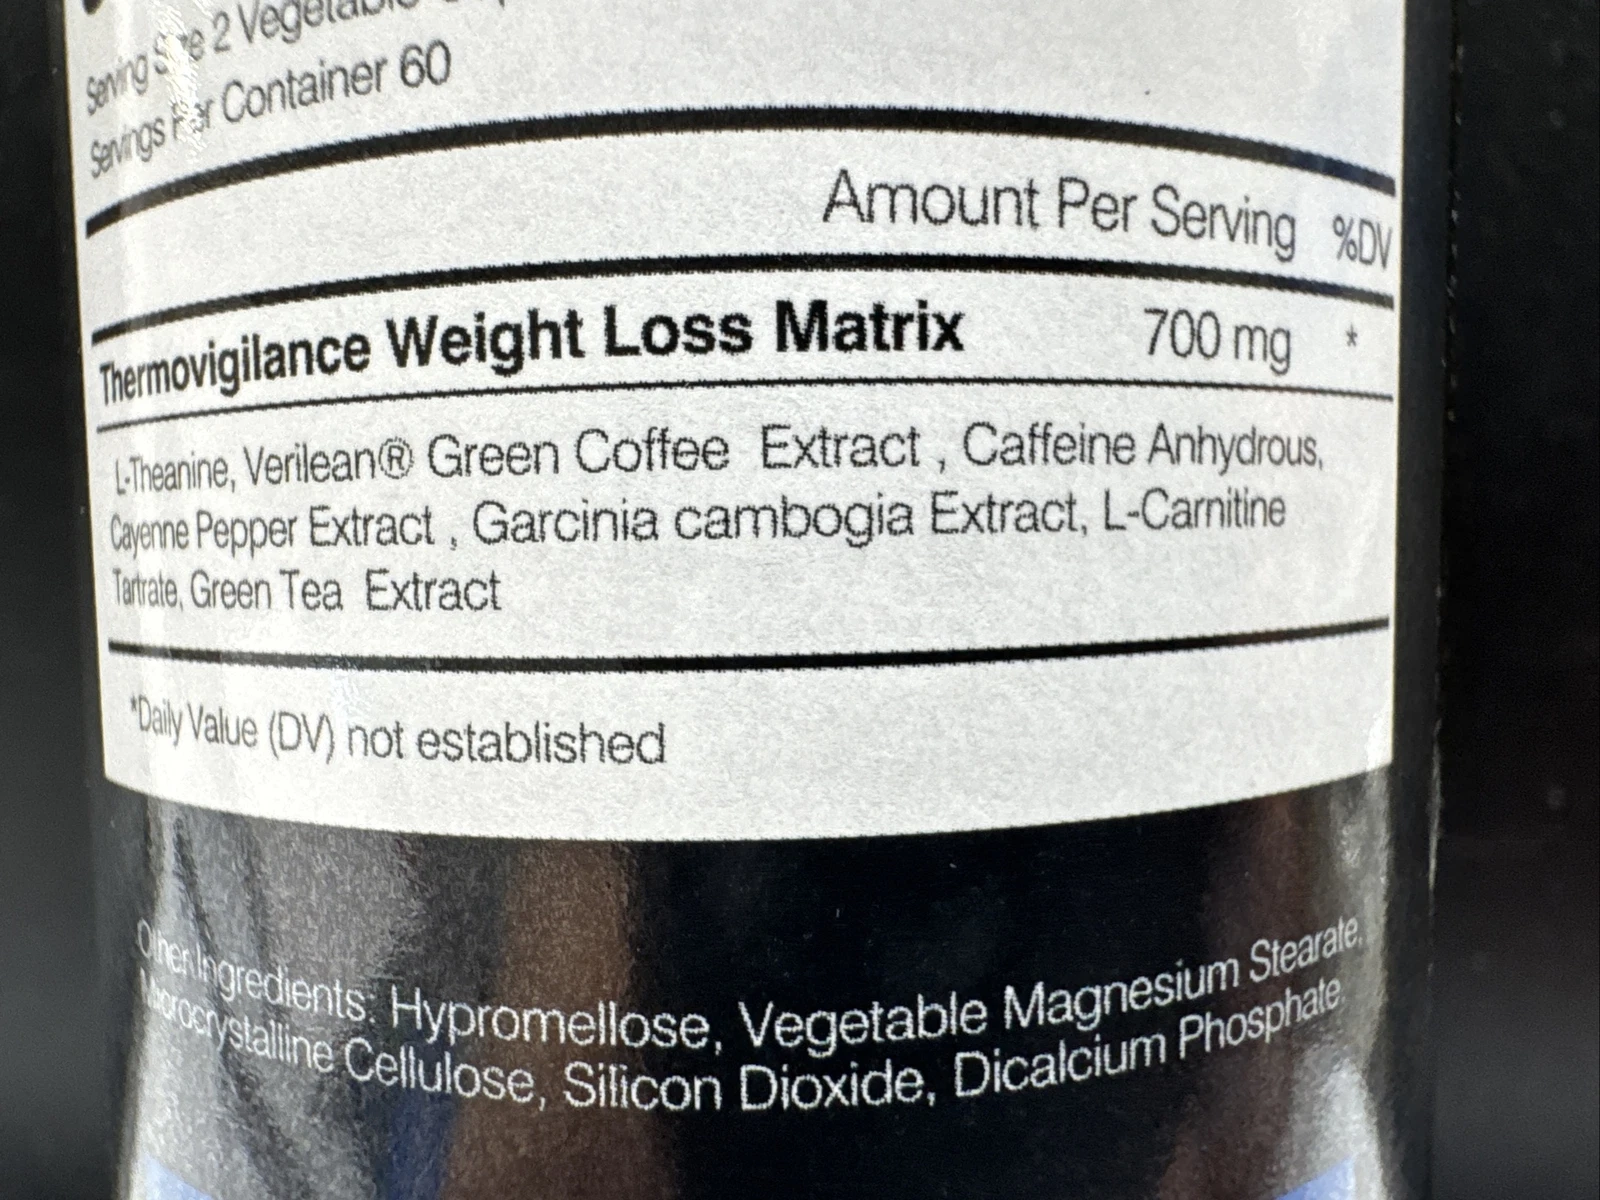 Serving Size 2 Vegetable
Servings Per Container 60
Amount Per Serving %DV
Thermovigilance Weight Loss Matrix 700 mg *
L-Theanine, Verilean® Green Coffee Extract , Caffeine Anhydrous,
Cayenne Pepper Extract , Garcinia cambogia Extract, L-Carnitine
Tartrate, Green Tea Extract
*Daily Value (DV) not established
Other Ingredients: Hypromellose, Vegetable Magnesium Stearate,
Microcrystalline Cellulose, Silicon Dioxide, Dicalcium Phosphate.